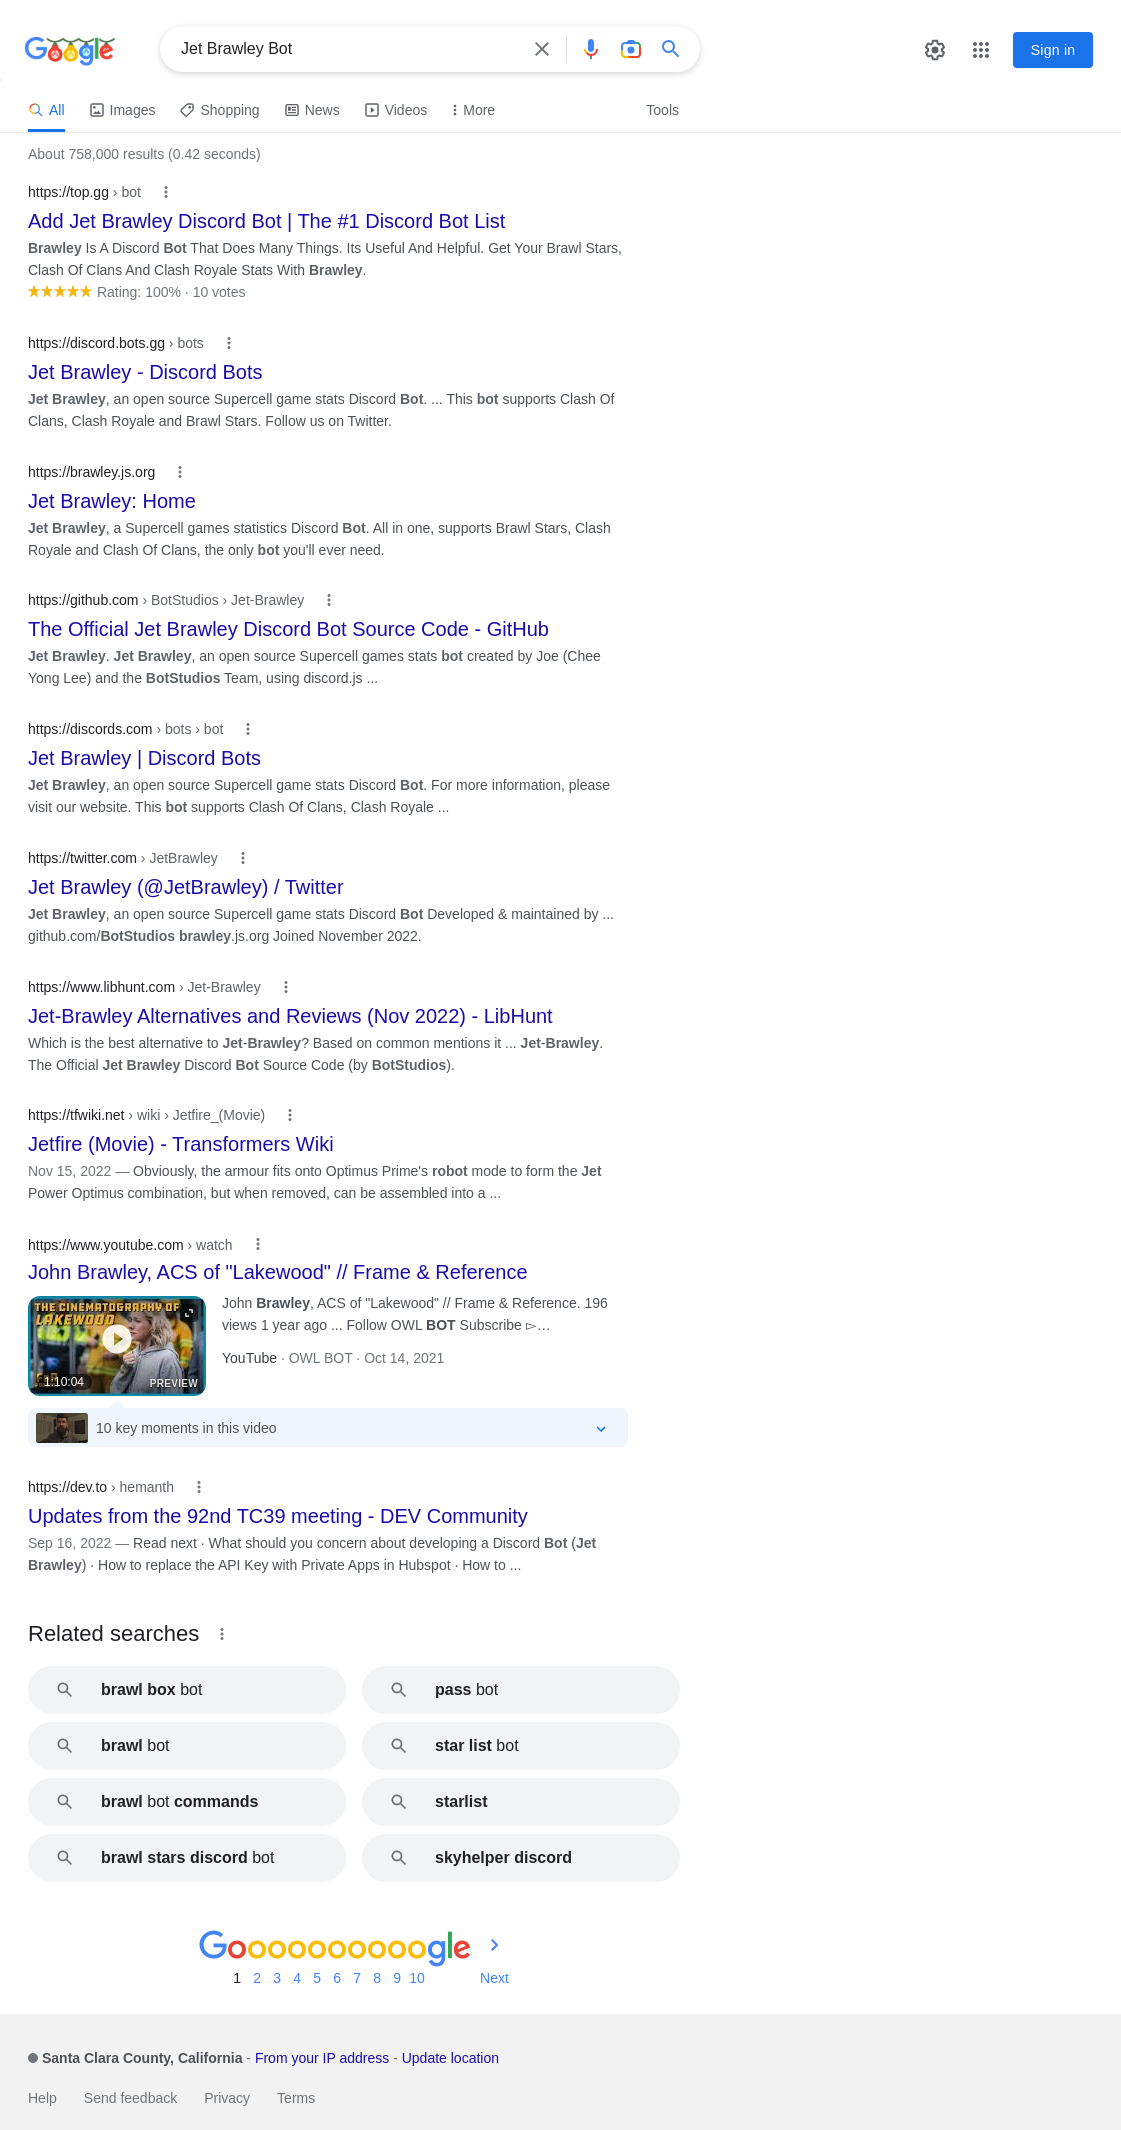 Google
Jet Brawley Bot
Sign in
All Images Shopping News Videos More Tools
About 758,000 results (0.42 seconds)
https://top.gg › bot
Add Jet Brawley Discord Bot | The #1 Discord Bot List
Brawley Is A Discord Bot That Does Many Things. Its Useful And Helpful. Get Your Brawl Stars,
Clash Of Clans And Clash Royale Stats With Brawley.
Rating: 100% · 10 votes
https://discord.bots.gg › bots
Jet Brawley - Discord Bots
Jet Brawley, an open source Supercell game stats Discord Bot. ... This bot supports Clash Of
Clans, Clash Royale and Brawl Stars. Follow us on Twitter.
https://brawley.js.org
Jet Brawley: Home
Jet Brawley, a Supercell games statistics Discord Bot. All in one, supports Brawl Stars, Clash
Royale and Clash Of Clans, the only bot you'll ever need.
https://github.com › BotStudios › Jet-Brawley
The Official Jet Brawley Discord Bot Source Code - GitHub
Jet Brawley. Jet Brawley, an open source Supercell games stats bot created by Joe (Chee
Yong Lee) and the BotStudios Team, using discord.js ...
https://discords.com › bots › bot
Jet Brawley | Discord Bots
Jet Brawley, an open source Supercell game stats Discord Bot. For more information, please
visit our website. This bot supports Clash Of Clans, Clash Royale ...
https://twitter.com › JetBrawley
Jet Brawley (@JetBrawley) / Twitter
Jet Brawley, an open source Supercell game stats Discord Bot Developed & maintained by ...
github.com/BotStudios brawley.js.org Joined November 2022.
https://www.libhunt.com › Jet-Brawley
Jet-Brawley Alternatives and Reviews (Nov 2022) - LibHunt
Which is the best alternative to Jet-Brawley? Based on common mentions it ... Jet-Brawley.
The Official Jet Brawley Discord Bot Source Code (by BotStudios).
https://tfwiki.net › wiki › Jetfire_(Movie)
Jetfire (Movie) - Transformers Wiki
Nov 15, 2022 — Obviously, the armour fits onto Optimus Prime's robot mode to form the Jet
Power Optimus combination, but when removed, can be assembled into a ...
https://www.youtube.com › watch
John Brawley, ACS of "Lakewood" // Frame & Reference
THE CINEMATOGRAPHY OF
LAKEWOOD
1:10:04 PREVIEW
John Brawley, ACS of "Lakewood" // Frame & Reference. 196
views 1 year ago ... Follow OWL BOT Subscribe ▻…
YouTube · OWL BOT · Oct 14, 2021
10 key moments in this video
https://dev.to › hemanth
Updates from the 92nd TC39 meeting - DEV Community
Sep 16, 2022 — Read next · What should you concern about developing a Discord Bot (Jet
Brawley) · How to replace the API Key with Private Apps in Hubspot · How to ...
Related searches
brawl box bot
pass bot
brawl bot
star list bot
brawl bot commands
starlist
brawl stars discord bot
skyhelper discord
Goooooooooogle
1 2 3 4 5 6 7 8 9 10 Next
Santa Clara County, California - From your IP address - Update location
Help Send feedback Privacy Terms